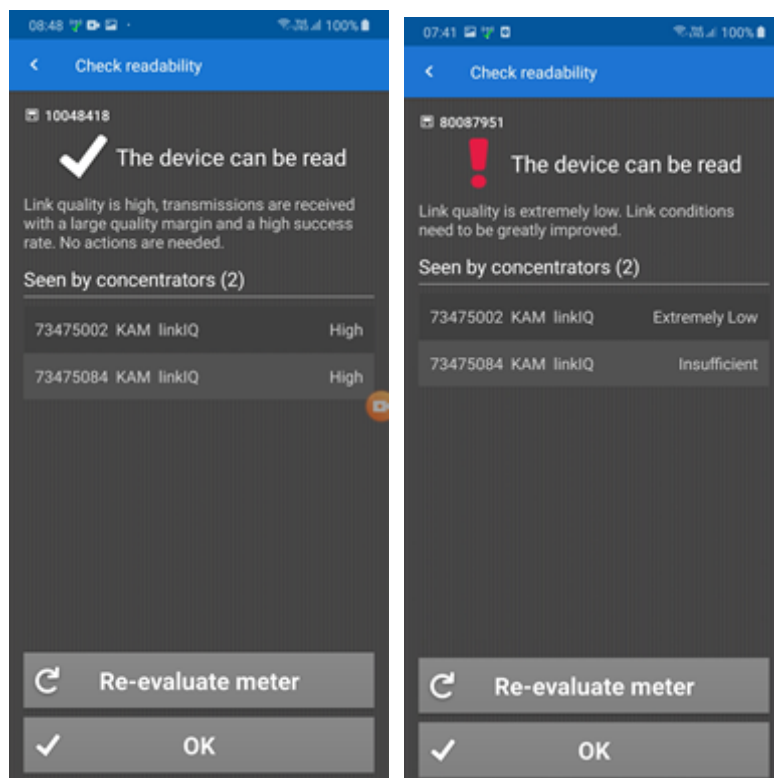 08:48 100%
Check readability
10048418
The device can be read
Link quality is high, transmissions are received
with a large quality margin and a high success
rate. No actions are needed.
Seen by concentrators (2)
73475002 KAM linkIQ High
73475084 KAM linkIQ High
Re-evaluate meter
OK
07:41 100%
Check readability
80087951
The device can be read
Link quality is extremely low. Link conditions
need to be greatly improved.
Seen by concentrators (2)
73475002 KAM linkIQ Extremely Low
73475084 KAM linkIQ Insufficient
Re-evaluate meter
OK